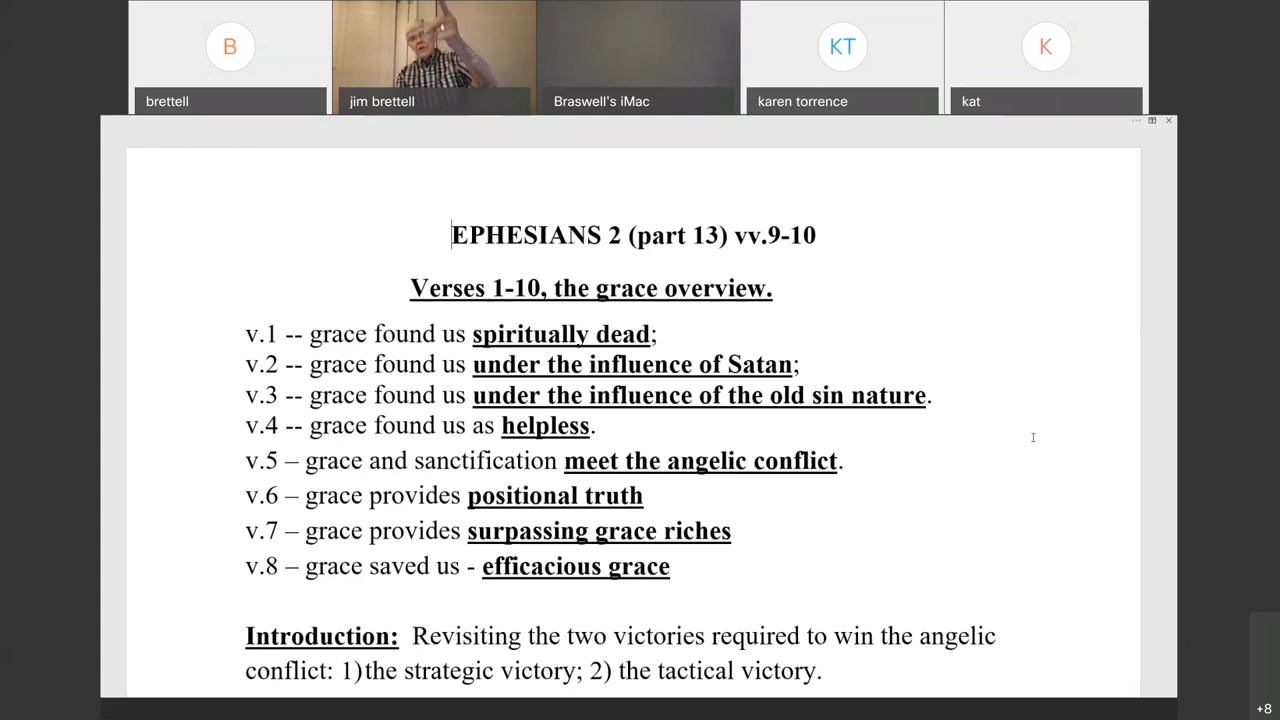 B
KT
K
brettell
jim brettell
Braswell's iMac
karen torrence
kat
EPHESIANS 2 (part 13) vv.9-10
Verses 1-10, the grace overview.
v.1 -- grace found us spiritually dead;
v.2 -- grace found us under the influence of Satan;
v.3 -- grace found us under the influence of the old sin nature.
v.4 -- grace found us as helpless.
v.5 – grace and sanctification meet the angelic conflict.
v.6 – grace provides positional truth
v.7 – grace provides surpassing grace riches
v.8 – grace saved us - efficacious grace
Introduction: Revisiting the two victories required to win the angelic
conflict: 1)the strategic victory; 2) the tactical victory.
+8